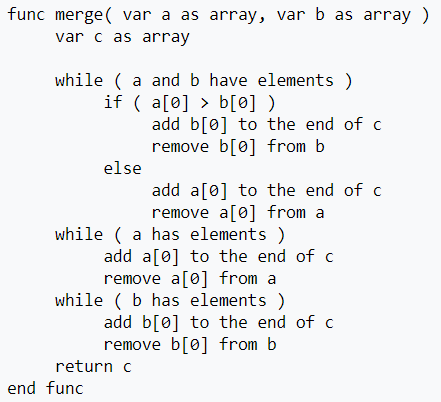 func merge( var a as array, var b as array )
var c as array
while ( a and b have elements )
if ( a[0] > b[0] )
add b[0] to the end of c
remove b[0] from b
else
add a[0] to the end of c
remove a[0] from a
while ( a has elements )
add a[0] to the end of c
remove a[0] from a
while ( b has elements )
add b[0] to the end of c
remove b[0] from b
return c
end func